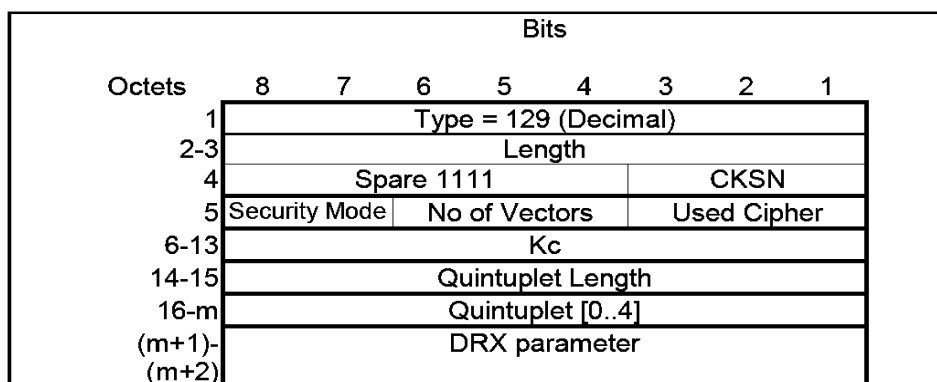 Bits
Octets 8 7 6 5 4 3 2 1
1 Type = 129 (Decimal)
2-3 Length
4 Spare 1111 CKSN
5 Security Mode No of Vectors Used Cipher
6-13 Kc
14-15 Quintuplet Length
16-m Quintuplet [0..4]
(m+1)- DRX parameter
(m+2)